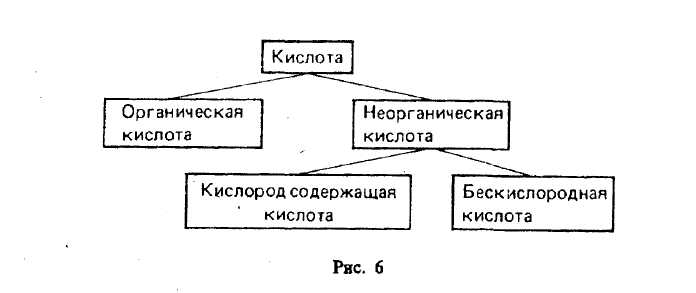 Кислота
Органическая
кислота
Неорганическая
кислота
Кислород содержащая
кислота
Бескислородная
кислота
Рис. 6